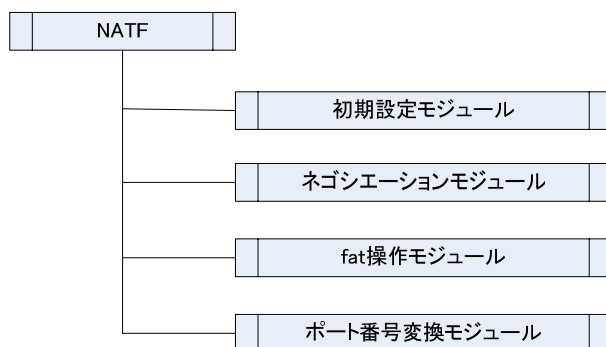 NATF
初期設定モジュール
ネゴシエーションモジュール
fat操作モジュール
ポート番号変換モジュール